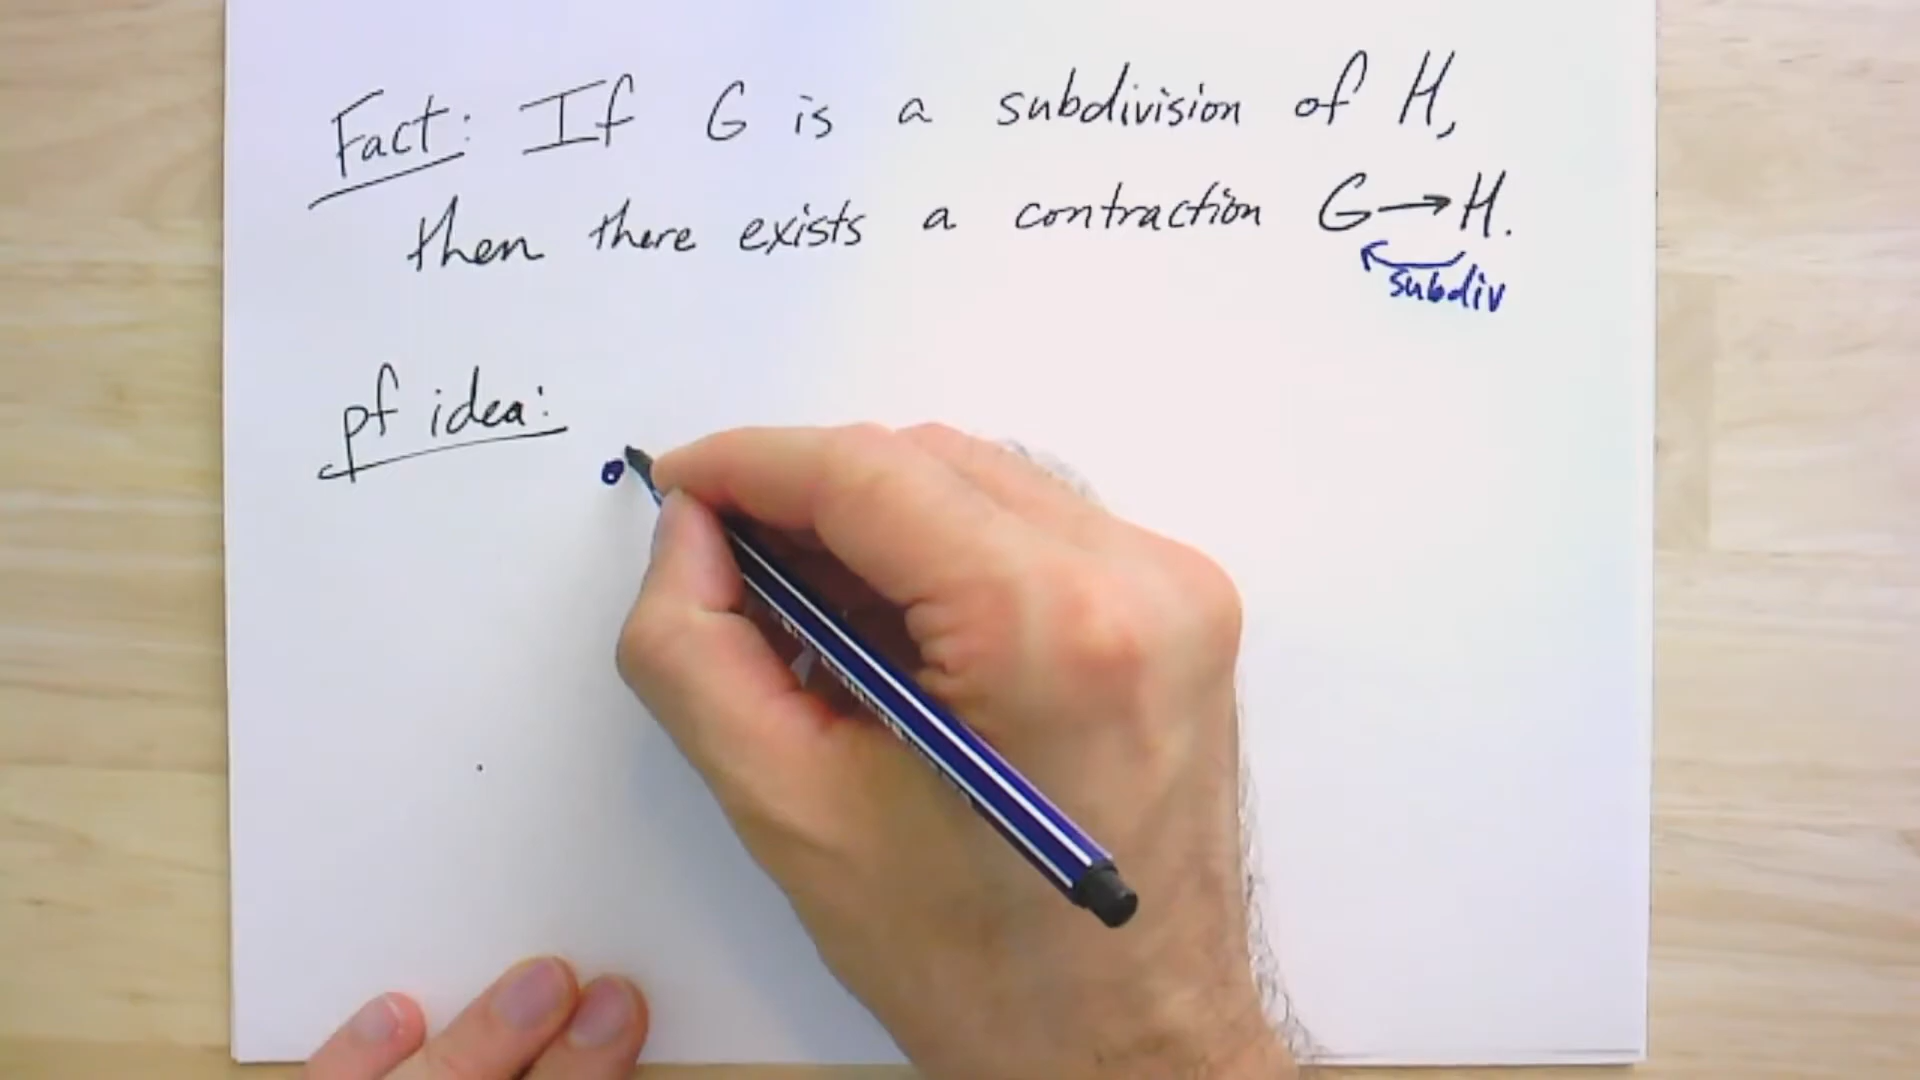 Fact: If G is a subdivision of H,
then there exists a contraction G→H.
subdiv
pf idea: